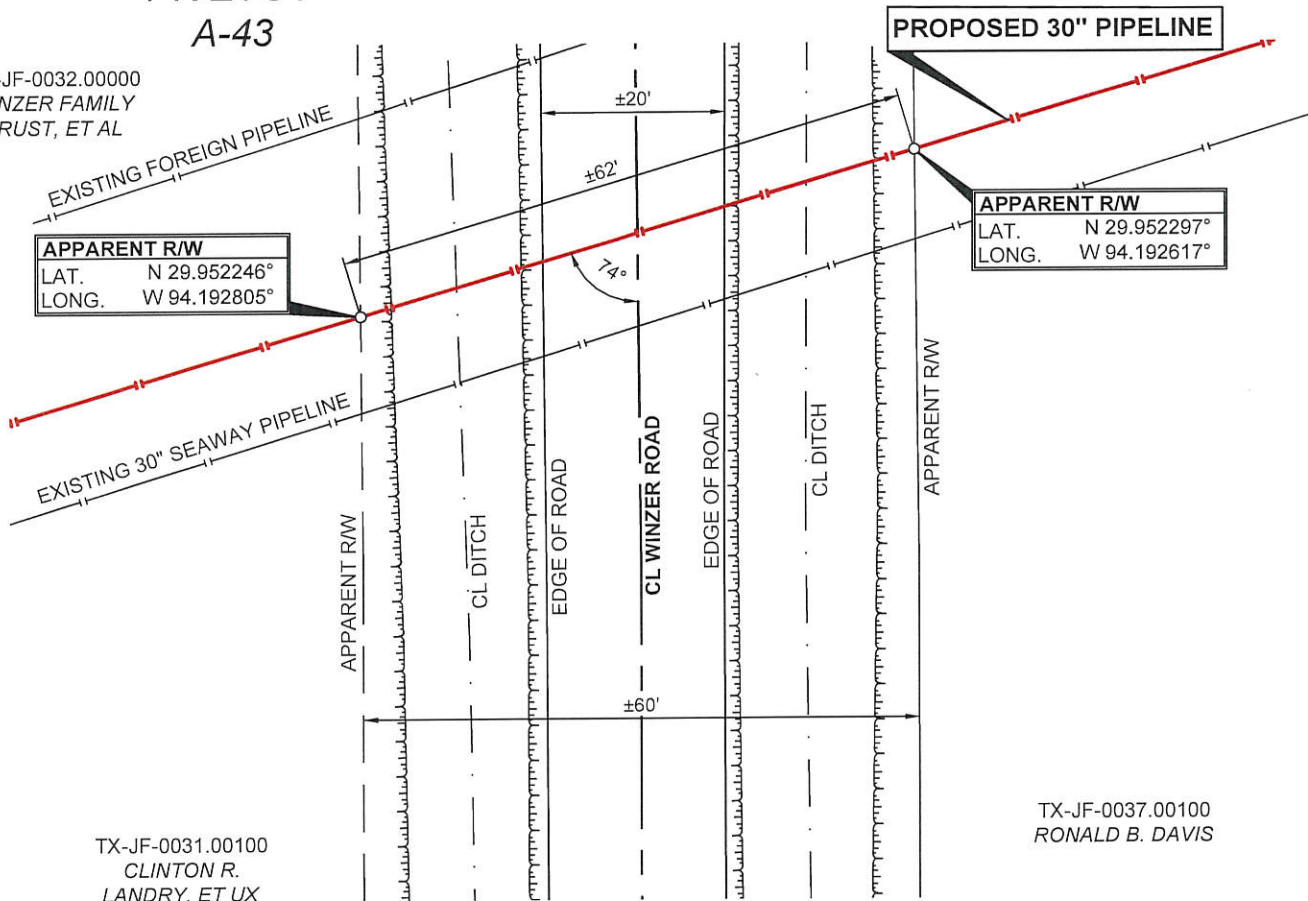 A-43
PROPOSED 30" PIPELINE
-JF-0032.00000
NZER FAMILY
RUST, ET AL
EXISTING FOREIGN PIPELINE
±20'
±62'
APPARENT R/W
LAT. N 29.952246°
LONG. W 94.192805°
APPARENT R/W
LAT. N 29.952297°
LONG. W 94.192617°
74°
EXISTING 30" SEAWAY PIPELINE
APPARENT R/W
CL DITCH
EDGE OF ROAD
CL WINZER ROAD
EDGE OF ROAD
CL DITCH
APPARENT R/W
±60'
TX-JF-0031.00100
CLINTON R.
LANDRY, ET UX
TX-JF-0037.00100
RONALD B. DAVIS